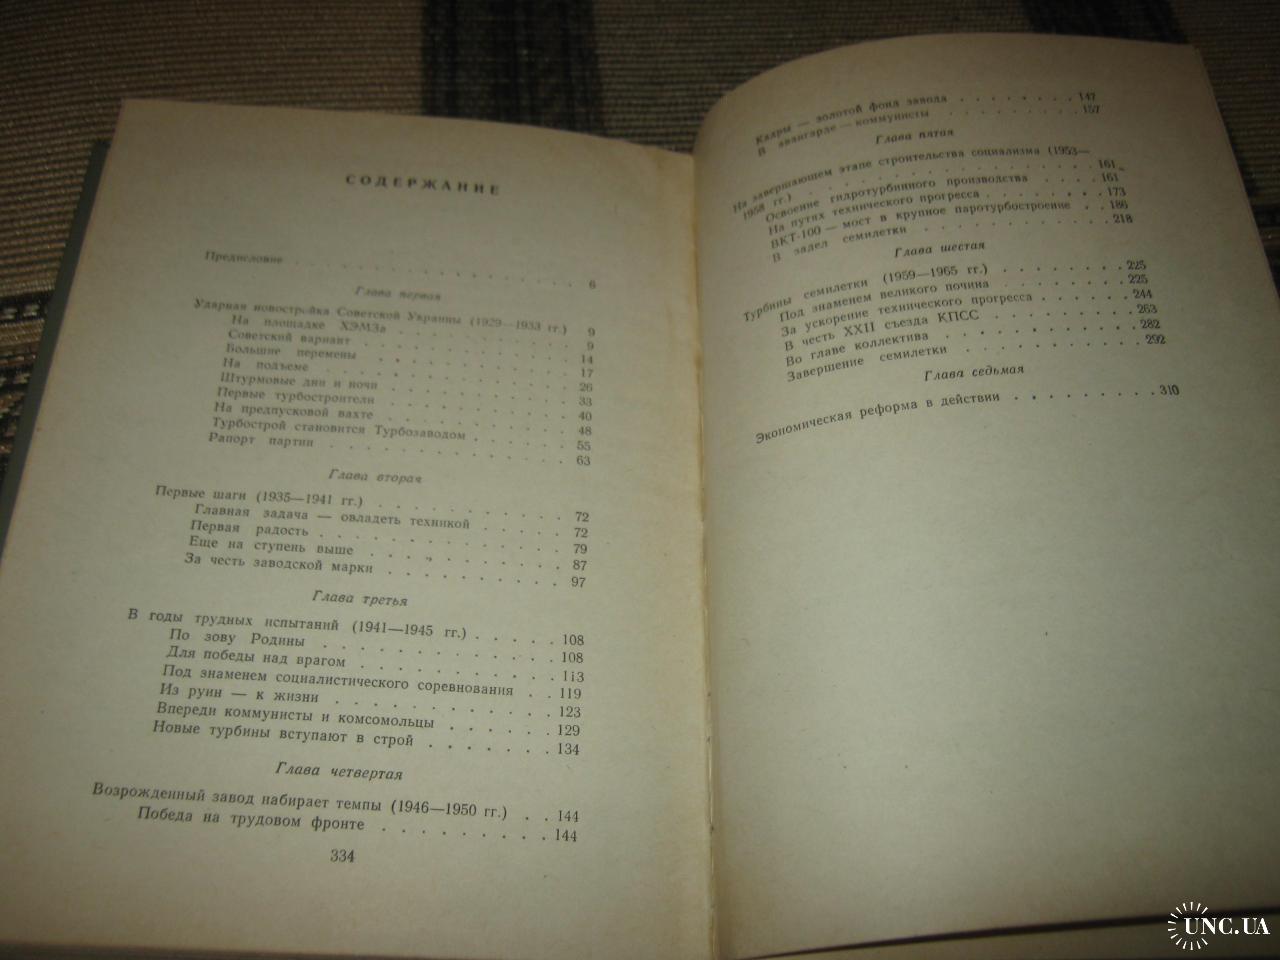 СОДЕРЖАНИЕ
Предисловие . . . . . . . . . . . . . . . 6
Глава первая
Ударная новостройка Советской Украины (1929—1933 гг.) 9
На площадке ХЭМЗа . . . . . . . . . 9
Советский вариант . . . . . . . . . . 14
Большие перемены . . . . . . . . . . 17
На подъеме . . . . . . . . . . . . . 26
Штурмовые дни и ночи . . . . . . . . . 33
Первые турбостроители . . . . . . . . . 40
На предпусковой вахте . . . . . . . . . 48
Турбострой становится Турбозаводом . . . . . . 55
Рапорт партии . . . . . . . . . . . . 63
Глава вторая
Первые шаги (1935—1941 гг.) . . . . . . . . . . 72
Главная задача — овладеть техникой . . . . . . 72
Первая радость . . . . . . . . . . . . 79
Еще на ступень выше . . . . . . . . . . 87
За честь заводской марки . . . . . . . . . 97
Глава третья
В годы трудных испытаний (1941—1945 гг.) . . . . . 108
По зову Родины . . . . . . . . . . . . 108
Для победы над врагом . . . . . . . . . . 113
Под знаменем социалистического соревнования . . 119
Из руин — к жизни . . . . . . . . . . . 123
Впереди коммунисты и комсомольцы . . . . . . 129
Новые турбины вступают в строй . . . . . . . 134
Глава четвертая
Возрожденный завод набирает темпы (1946—1950 гг.) . . 144
Победа на трудовом фронте . . . . . . . . . 144
334
Кадры — золотой фонд завода . . . . . . . . 147
В авангарде — коммунисты . . . . . . . . . 157
Глава пятая
На завершающем этапе строительства социализма (1953—
1958 гг.) . . . . . . . . . . . . . . . . 161
Освоение гидротурбинного производства . . . . . 161
На путях технического прогресса . . . . . . . 173
ВКТ-100 — мост в крупное паротурбостроение . . 186
В задел семилетки . . . . . . . . . . . 218
Глава шестая
Турбины семилетки (1959—1965 гг.) . . . . . . . . 225
Под знаменем великого почина . . . . . . . . 225
За ускорение технического прогресса . . . . . . 244
В честь XXII съезда КПСС . . . . . . . . . 263
Во главе коллектива . . . . . . . . . . . 282
Завершение семилетки . . . . . . . . . . 292
Глава седьмая
Экономическая реформа в действии . . . . . . . . . 310
UNC.UA